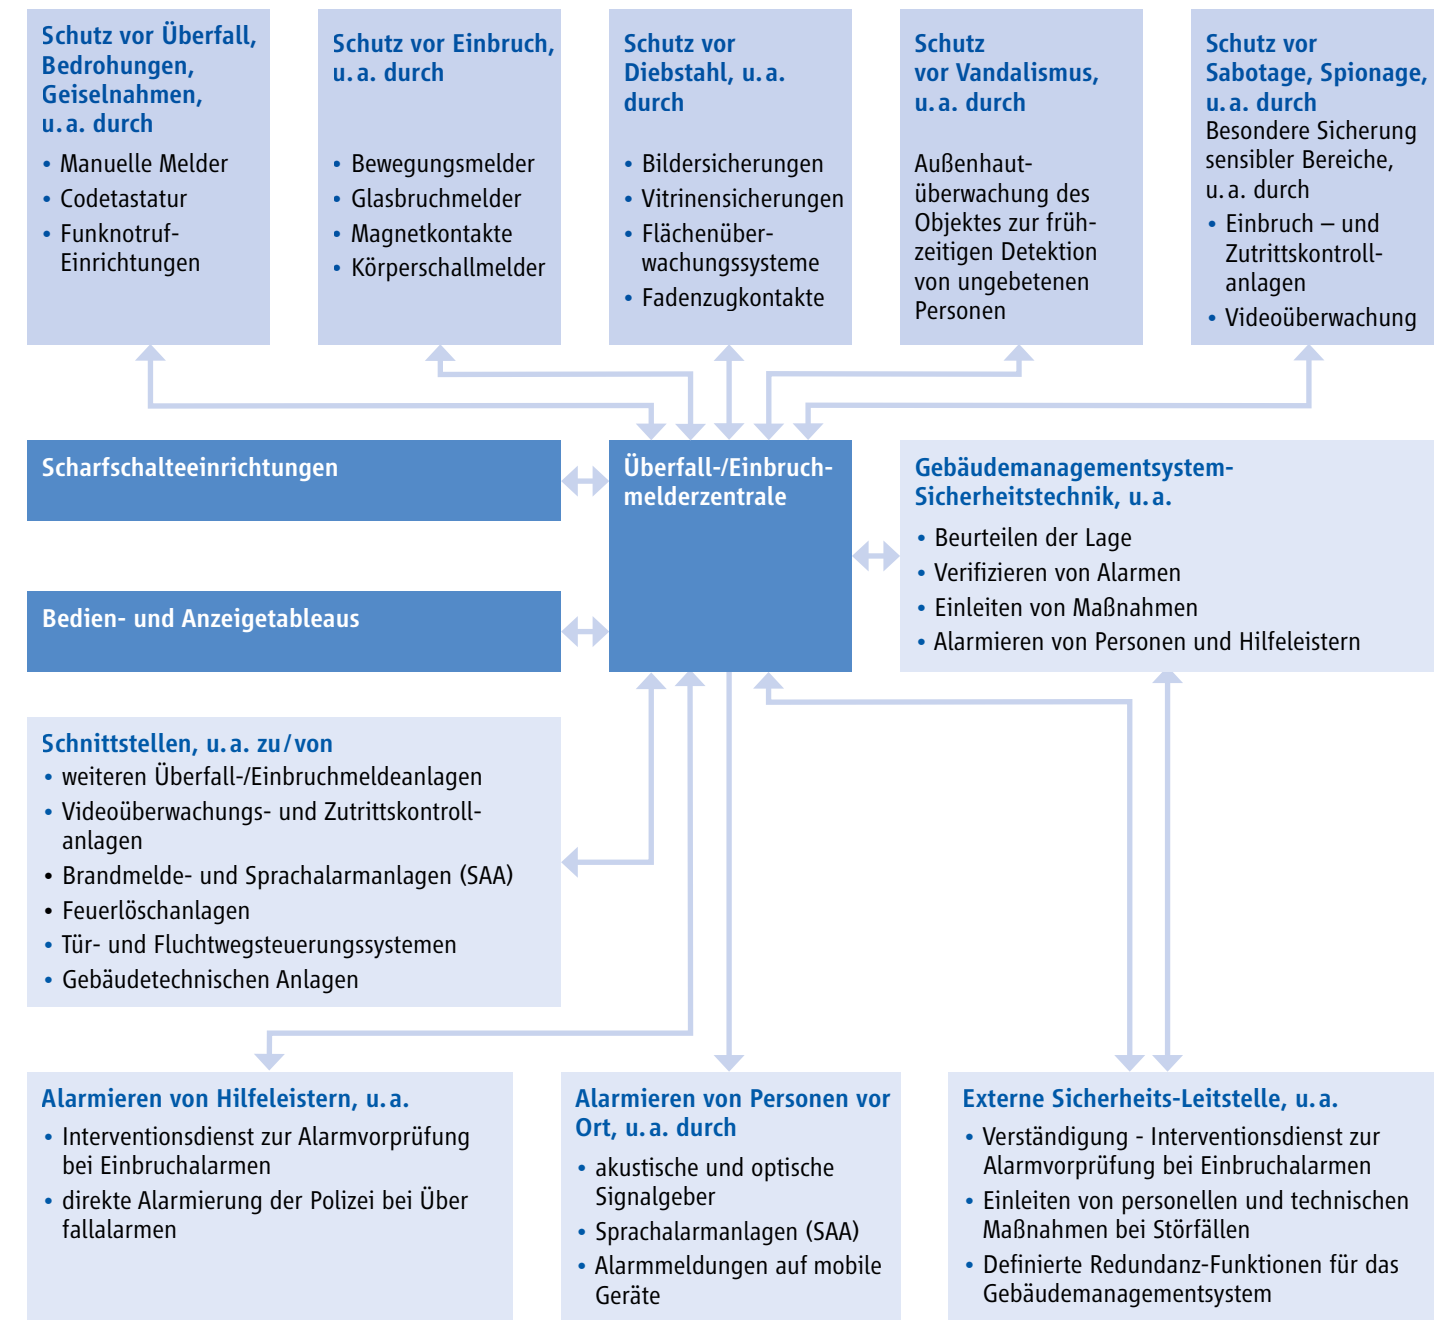 Schutz vor Überfall,
Bedrohungen,
Geiselnahmen,
u. a. durch
• Manuelle Melder
• Codetastatur
• Funknotruf-
Einrichtungen
Schutz vor Einbruch,
u. a. durch
• Bewegungsmelder
• Glasbruchmelder
• Magnetkontakte
• Körperschallmelder
Schutz vor
Diebstahl, u. a.
durch
• Bildersicherungen
• Vitrinensicherungen
• Flächenüber-
wachungssysteme
• Fadenzugkontakte
Schutz
vor Vandalismus,
u. a. durch
Außenhaut-
überwachung des
Objektes zur früh-
zeitigen Detektion
von ungebetenen
Personen
Schutz vor
Sabotage, Spionage,
u. a. durch
Besondere Sicherung
sensibler Bereiche,
u. a. durch
• Einbruch – und
Zutrittskontroll-
anlagen
• Videoüberwachung
Scharfschalteeinrichtungen
Überfall-/Einbruch-
melderzentrale
Gebäudemanagementsystem-
Sicherheitstechnik, u. a.
• Beurteilen der Lage
• Verifizieren von Alarmen
• Einleiten von Maßnahmen
• Alarmieren von Personen und Hilfeleistern
Bedien- und Anzeigetableaus
Schnittstellen, u. a. zu / von
• weiteren Überfall-/Einbruchmeldeanlagen
• Videoüberwachungs- und Zutrittskontroll-
anlagen
• Brandmelde- und Sprachalarmanlagen (SAA)
• Feuerlöschanlagen
• Tür- und Fluchtwegsteuerungssystemen
• Gebäudetechnischen Anlagen
Alarmieren von Hilfeleistern, u. a.
• Interventionsdienst zur Alarmvorprüfung
bei Einbruchalarmen
• direkte Alarmierung der Polizei bei Über
fallalarmen
Alarmieren von Personen vor
Ort, u. a. durch
• akustische und optische
Signalgeber
• Sprachalarmanlagen (SAA)
• Alarmmeldungen auf mobile
Geräte
Externe Sicherheits-Leitstelle, u. a.
• Verständigung - Interventionsdienst zur
Alarmvorprüfung bei Einbruchalarmen
• Einleiten von personellen und technischen
Maßnahmen bei Störfällen
• Definierte Redundanz-Funktionen für das
Gebäudemanagementsystem